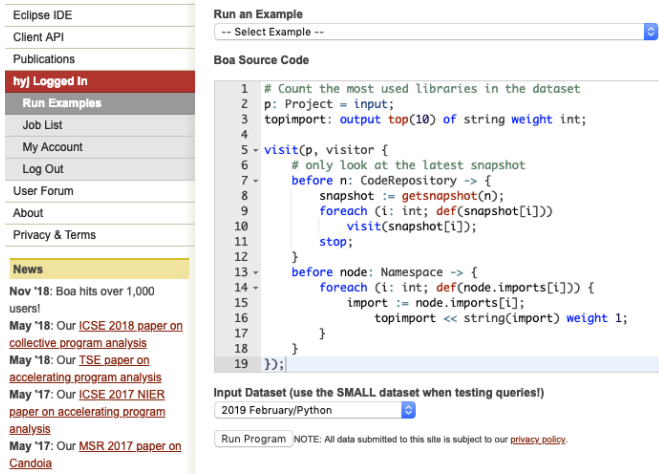 Eclipse IDE
Client API
Publications
hyj Logged In
Run Examples
Job List
My Account
Log Out
User Forum
About
Privacy & Terms
News
Nov '18: Boa hits over 1,000
users!
May '18: Our ICSE 2018 paper on
collective program analysis
May '18: Our TSE paper on
accelerating program analysis
May '17: Our ICSE 2017 NIER
paper on accelerating program
analysis
May '17: Our MSR 2017 paper on
Candoia
Run an Example
-- Select Example --
Boa Source Code
1 # Count the most used libraries in the dataset
2 p: Project = input;
3 topimport: output top(10) of string weight int;
4
5 visit(p, visitor {
6 # only look at the latest snapshot
7 before n: CodeRepository -> {
8 snapshot := getsnapshot(n);
9 foreach (i: int; def(snapshot[i]))
10 visit(snapshot[i]);
11 stop;
12 }
13 before node: Namespace -> {
14 foreach (i: int; def(node.imports[i])) {
15 import := node.imports[i];
16 topimport << string(import) weight 1;
17 }
18 }
19 });
Input Dataset (use the SMALL dataset when testing queries!)
2019 February/Python
Run Program NOTE: All data submitted to this site is subject to our privacy policy.